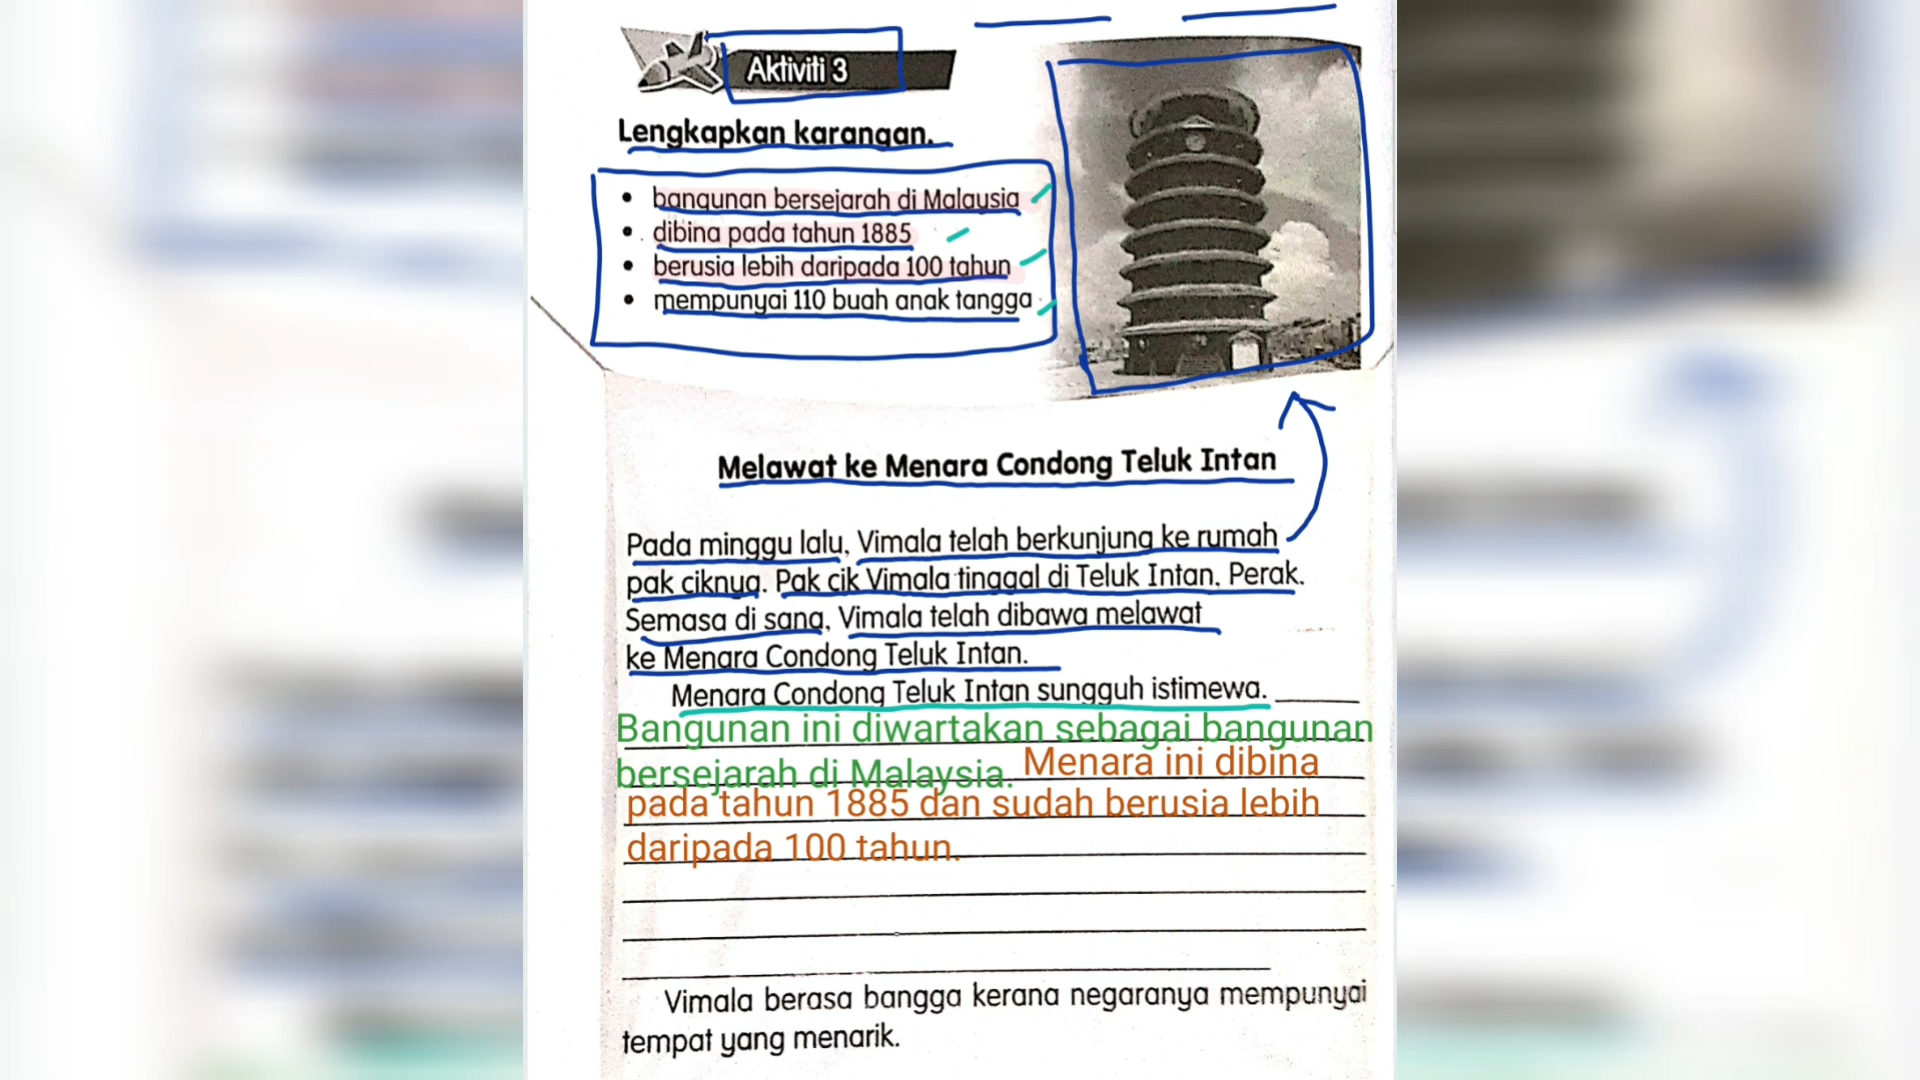 Aktiviti 3
Lengkapkan karangan.
• bangunan bersejarah di Malaysia
• dibina pada tahun 1885
• berusia lebih daripada 100 tahun
• mempunyai 110 buah anak tangga
Melawat ke Menara Condong Teluk Intan
Pada minggu lalu, Vimala telah berkunjung ke rumah
pak ciknya. Pak cik Vimala tinggal di Teluk Intan, Perak.
Semasa di sana, Vimala telah dibawa melawat
ke Menara Condong Teluk Intan.
Menara Condong Teluk Intan sungguh istimewa.
Bangunan ini diwartakan sebagai bangunan
bersejarah di Malaysia. Menara ini dibina
pada tahun 1885 dan sudah berusia lebih
daripada 100 tahun.
Vimala berasa bangga kerana negaranya mempunyai
tempat yang menarik.